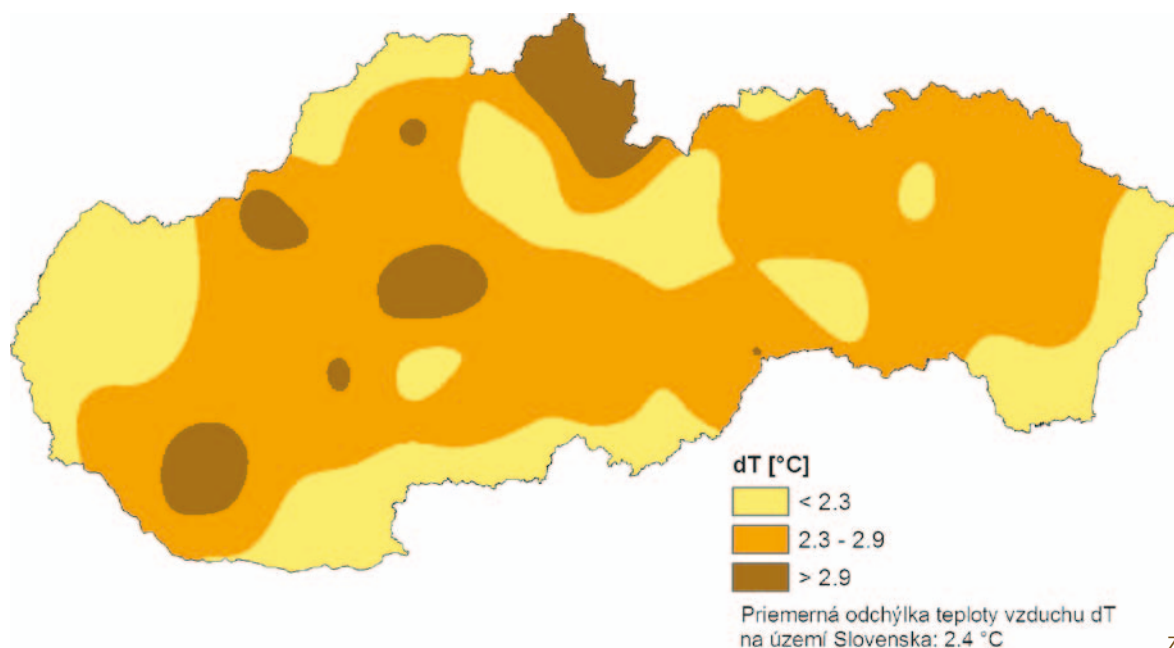 dT [°C]
< 2.3
2.3 - 2.9
> 2.9
Priemerná odchýlka teploty vzduchu dT
na území Slovenska: 2.4 °C